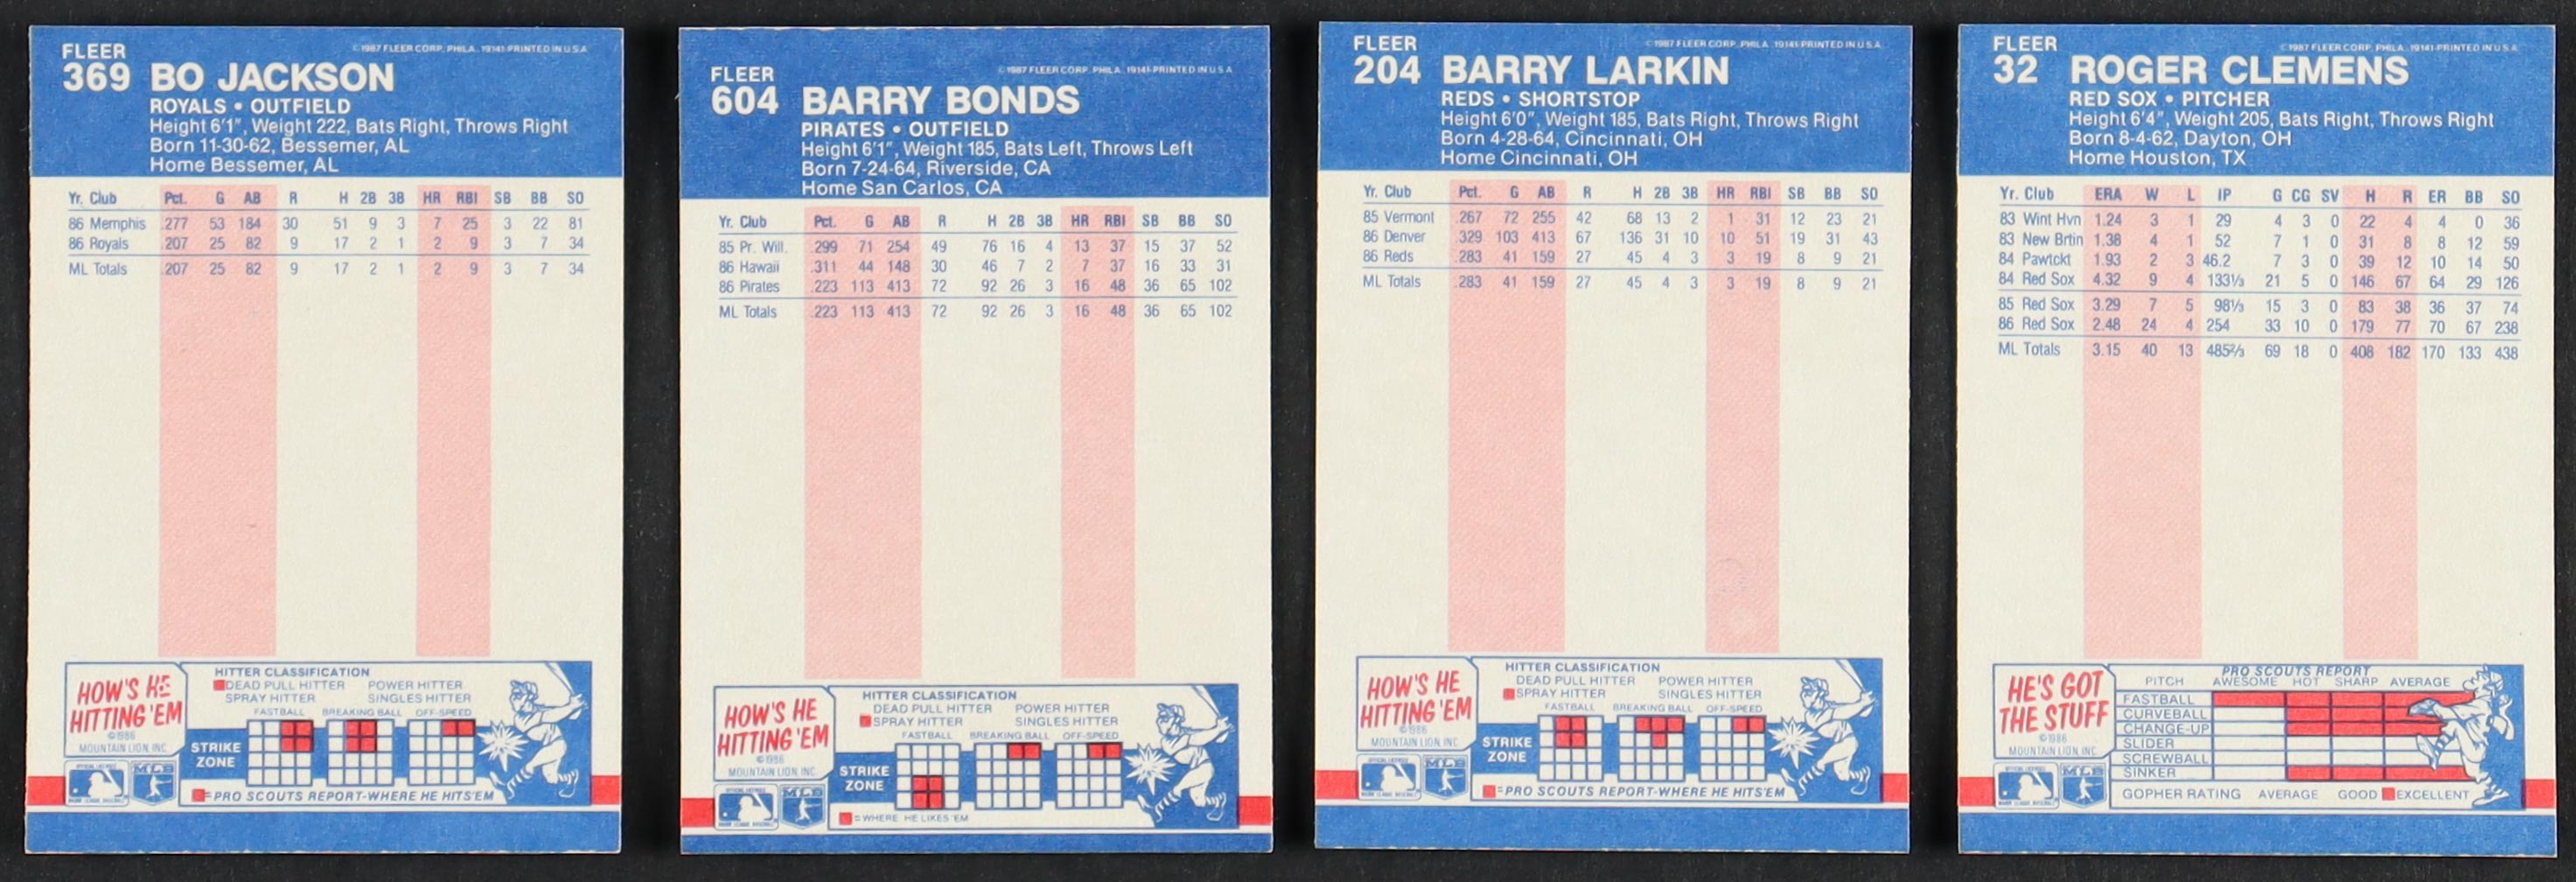 FLEER
© 1987 FLEER CORP. PHILA. 19141-PRINTED IN U.S.A.
369 BO JACKSON
ROYALS • OUTFIELD
Height 6'1", Weight 222, Bats Right, Throws Right
Born 11-30-62, Bessemer, AL
Home Bessemer, AL
Yr. Club Pct. G AB R H 2B 3B HR RBI SB BB SO
86 Memphis .277 53 184 30 51 9 3 7 25 3 22 81
86 Royals .207 25 82 9 17 2 1 2 9 3 7 34
ML Totals .207 25 82 9 17 2 1 2 9 3 7 34
HOW'S HE
HITTING 'EM
©1986
MOUNTAIN LION, INC.
HITTER CLASSIFICATION
DEAD PULL HITTER POWER HITTER
SPRAY HITTER SINGLES HITTER
FASTBALL BREAKING BALL OFF-SPEED
STRIKE
ZONE
MLB
=PRO SCOUTS REPORT-WHERE HE HITS 'EM
FLEER
© 1987 FLEER CORP. PHILA. 19141-PRINTED IN U.S.A.
604 BARRY BONDS
PIRATES • OUTFIELD
Height 6'1", Weight 185, Bats Left, Throws Left
Born 7-24-64, Riverside, CA
Home San Carlos, CA
Yr. Club Pct. G AB R H 2B 3B HR RBI SB BB SO
85 Pr. Will. .299 71 254 49 76 16 4 13 37 15 37 52
86 Hawaii .311 44 148 30 46 7 2 7 37 16 33 31
86 Pirates .223 113 413 72 92 26 3 16 48 36 65 102
ML Totals .223 113 413 72 92 26 3 16 48 36 65 102
HOW'S HE
HITTING 'EM
©1986
MOUNTAIN LION, INC.
HITTER CLASSIFICATION
DEAD PULL HITTER POWER HITTER
SPRAY HITTER SINGLES HITTER
FASTBALL BREAKING BALL OFF-SPEED
STRIKE
ZONE
MLB
=WHERE HE LIKES 'EM
FLEER
© 1987 FLEER CORP. PHILA. 19141-PRINTED IN U.S.A.
204 BARRY LARKIN
REDS • SHORTSTOP
Height 6'0", Weight 185, Bats Right, Throws Right
Born 4-28-64, Cincinnati, OH
Home Cincinnati, OH
Yr. Club Pct. G AB R H 2B 3B HR RBI SB BB SO
85 Vermont .267 72 255 42 68 13 2 1 31 12 23 21
86 Denver .329 103 413 67 136 31 10 10 51 19 31 43
86 Reds .283 41 159 27 45 4 3 3 19 8 9 21
ML Totals .283 41 159 27 45 4 3 3 19 8 9 21
HOW'S HE
HITTING 'EM
©1986
MOUNTAIN LION, INC.
HITTER CLASSIFICATION
DEAD PULL HITTER POWER HITTER
SPRAY HITTER SINGLES HITTER
FASTBALL BREAKING BALL OFF-SPEED
STRIKE
ZONE
MLB
=PRO SCOUTS REPORT-WHERE HE HITS 'EM
FLEER
© 1987 FLEER CORP. PHILA. 19141-PRINTED IN U.S.A.
32 ROGER CLEMENS
RED SOX • PITCHER
Height 6'4", Weight 205, Bats Right, Throws Right
Born 8-4-62, Dayton, OH
Home Houston, TX
Yr. Club ERA W L IP G CG SV H R ER BB SO
83 Wint Hvn 1.24 3 1 29 4 3 0 22 4 4 0 36
83 New Brtin 1.38 4 1 52 7 1 0 31 8 8 12 59
84 Pawtckt 1.93 2 3 46.2 7 3 0 39 12 10 14 50
84 Red Sox 4.32 9 4 133⅓ 21 5 0 146 67 64 29 126
85 Red Sox 3.29 7 5 98⅓ 15 3 0 83 38 36 37 74
86 Red Sox 2.48 24 4 254 33 10 0 179 77 70 67 238
ML Totals 3.15 40 13 485⅔ 69 18 0 408 182 170 133 438
HE'S GOT
THE STUFF
©1986
MOUNTAIN LION, INC.
PRO SCOUTS REPORT
PITCH AWESOME HOT SHARP AVERAGE
FASTBALL
CURVEBALL
CHANGE-UP
SLIDER
SCREWBALL
SINKER
MLB
GOPHER RATING AVERAGE GOOD EXCELLENT